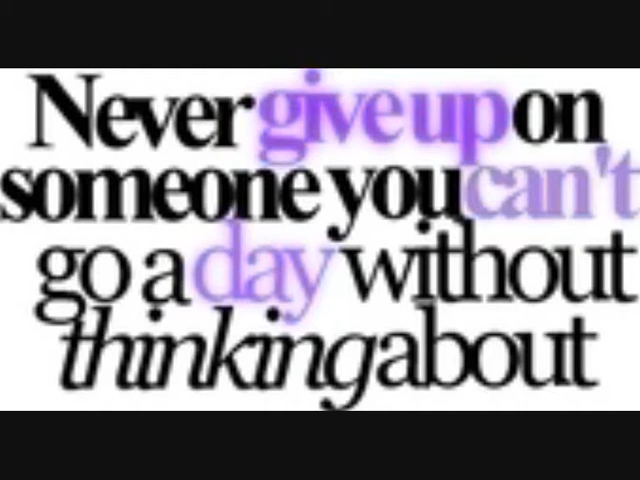 Never give up on
someone you can't
go a day without
thinking about